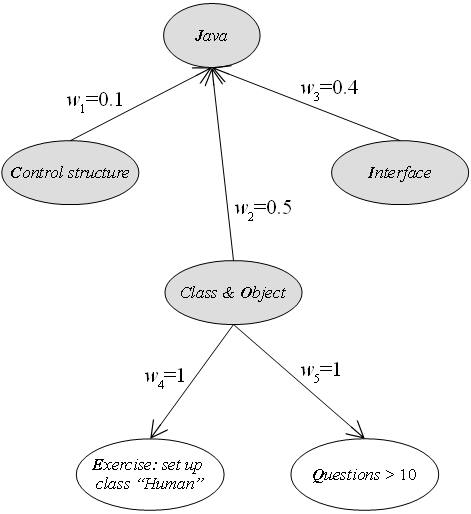 Java
w1=0.1
w3=0.4
Control structure
Interface
w2=0.5
Class & Object
w4=1
w5=1
Exercise: set up
class “Human”
Questions > 10